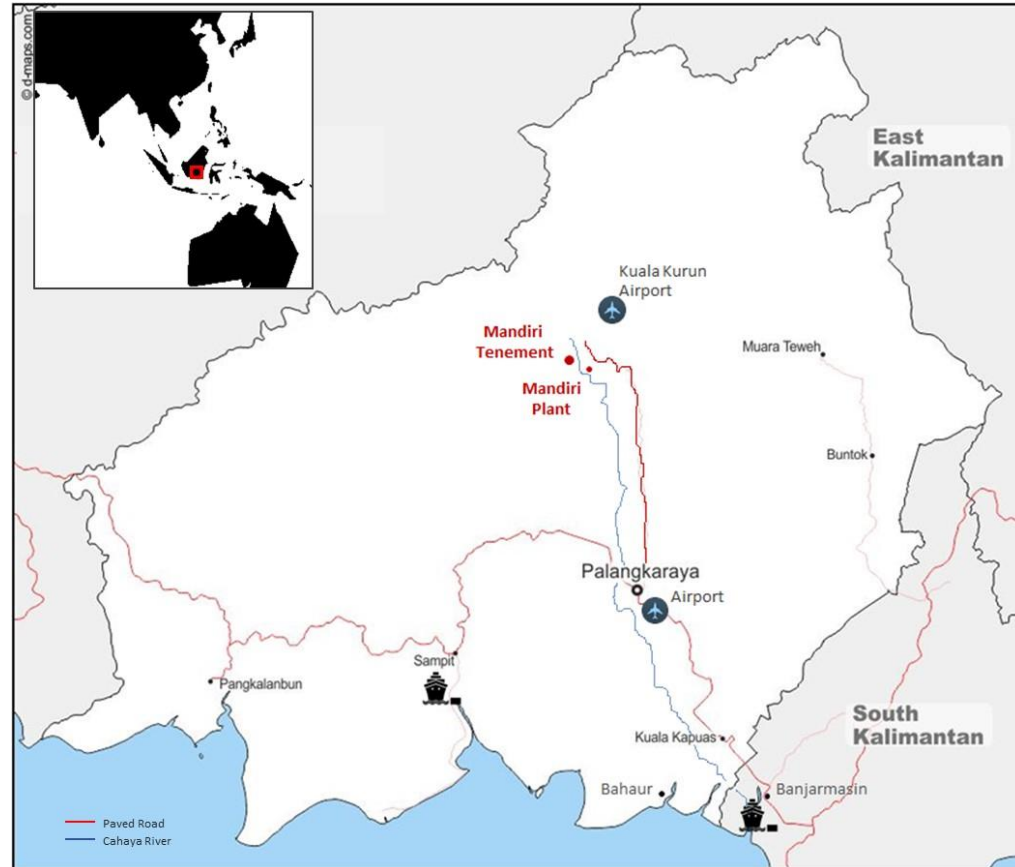 © d-maps.com
East
Kalimantan
Kuala Kurun
Airport
Mandiri
Tenement
Muara Teweh
Mandiri
Plant
Buntok
Palangkaraya
Airport
Sampit
Pangkalanbun
South
Kalimantan
Kuala Kapuas
Bahaur
Banjarmasin
Paved Road
Cahaya River